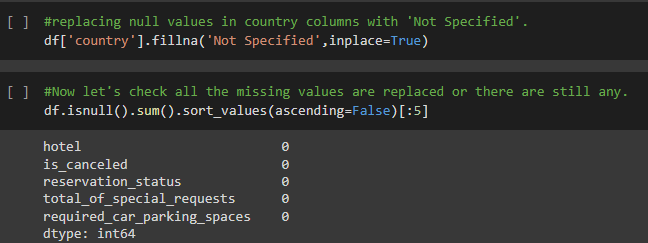 [ ] #replacing null values in country columns with 'Not Specified'.
df['country'].fillna('Not Specified',inplace=True)
[ ] #Now let's check all the missing values are replaced or there are still any.
df.isnull().sum().sort_values(ascending=False)[:5]
hotel 0
is_canceled 0
reservation_status 0
total_of_special_requests 0
required_car_parking_spaces 0
dtype: int64